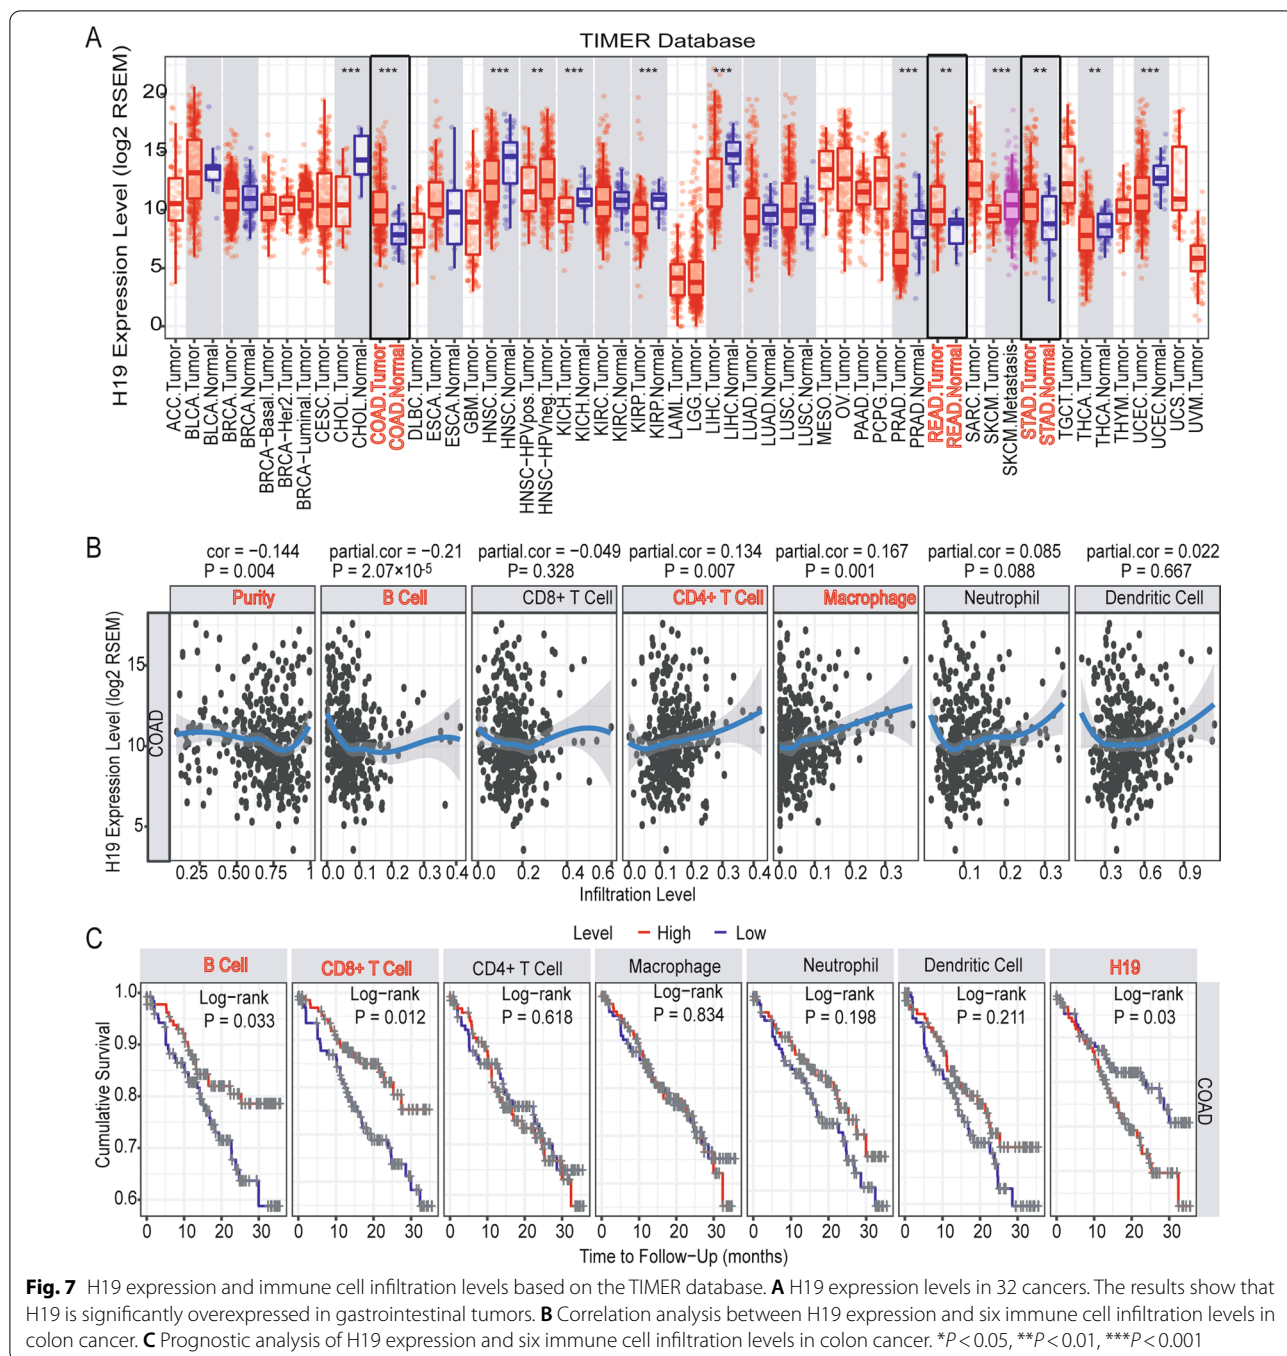 A
TIMER Database
H19 Expression Level (log2 RSEM)
*** *** *** ** *** *** *** *** ** *** ** ** ***
20
15
10
5
0
ACC.Tumor
BLCA.Tumor
BLCA.Normal
BRCA.Tumor
BRCA.Normal
BRCA-Basal.Tumor
BRCA-Her2.Tumor
BRCA-Luminal.Tumor
CESC.Tumor
CHOL.Tumor
CHOL.Normal
COAD.Tumor
COAD.Normal
DLBC.Tumor
ESCA.Tumor
ESCA.Normal
GBM.Tumor
HNSC.Tumor
HNSC.Normal
HNSC-HPVpos.Tumor
HNSC-HPVneg.Tumor
KICH.Tumor
KICH.Normal
KIRC.Tumor
KIRC.Normal
KIRP.Tumor
KIRP.Normal
LAML.Tumor
LGG.Tumor
LIHC.Tumor
LIHC.Normal
LUAD.Tumor
LUAD.Normal
LUSC.Tumor
LUSC.Normal
MESO.Tumor
OV.Tumor
PAAD.Tumor
PCPG.Tumor
PRAD.Tumor
PRAD.Normal
READ.Tumor
READ.Normal
SARC.Tumor
SKCM.Tumor
SKCM.Metastasis
STAD.Tumor
STAD.Normal
TGCT.Tumor
THCA.Tumor
THCA.Normal
THYM.Tumor
UCEC.Tumor
UCEC.Normal
UCS.Tumor
UVM.Tumor
B
cor = −0.144 partial.cor = −0.21 partial.cor = −0.049 partial.cor = 0.134 partial.cor = 0.167 partial.cor = 0.085 partial.cor = 0.022
P = 0.004 P = 2.07×10-5 P = 0.328 P = 0.007 P = 0.001 P = 0.088 P = 0.667
Purity B Cell CD8+ T Cell CD4+ T Cell Macrophage Neutrophil Dendritic Cell
H19 Expression Level (log2 RSEM)
COAD
15
10
5
0.25 0.50 0.75 1 0.0 0.1 0.2 0.3 0.4 0.0 0.2 0.4 0.6 0.0 0.1 0.2 0.3 0.4 0.0 0.1 0.2 0.3 0.1 0.2 0.3 0.3 0.6 0.9
Infiltration Level
C
Level High Low
B Cell CD8+ T Cell CD4+ T Cell Macrophage Neutrophil Dendritic Cell H19
Log−rank Log−rank Log−rank Log−rank Log−rank Log−rank Log−rank
P = 0.033 P = 0.012 P = 0.618 P = 0.834 P = 0.198 P = 0.211 P = 0.03
Cumulative Survival
1.0
0.9
0.8
0.7
0.6
COAD
0 10 20 30 0 10 20 30 0 10 20 30 0 10 20 30 0 10 20 30 0 10 20 30 0 10 20 30
Time to Follow−Up (months)
Fig. 7 H19 expression and immune cell infiltration levels based on the TIMER database. A H19 expression levels in 32 cancers. The results show that
H19 is significantly overexpressed in gastrointestinal tumors. B Correlation analysis between H19 expression and six immune cell infiltration levels in
colon cancer. C Prognostic analysis of H19 expression and six immune cell infiltration levels in colon cancer. *P < 0.05, **P < 0.01, ***P < 0.001